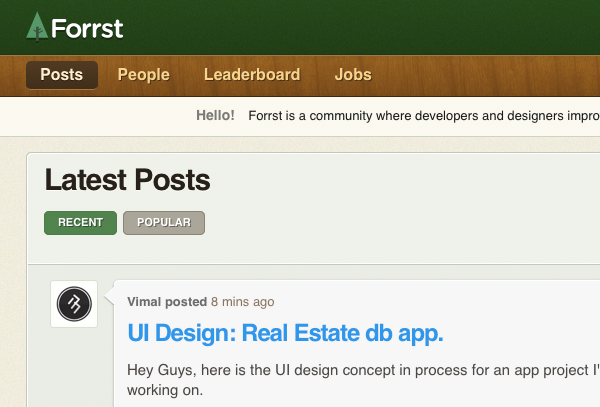 Forrst
Posts People Leaderboard Jobs
Hello! Forrst is a community where developers and designers impro
Latest Posts
RECENT POPULAR
Vimal posted 8 mins ago
UI Design: Real Estate db app.
Hey Guys, here is the UI design concept in process for an app project I'
working on.